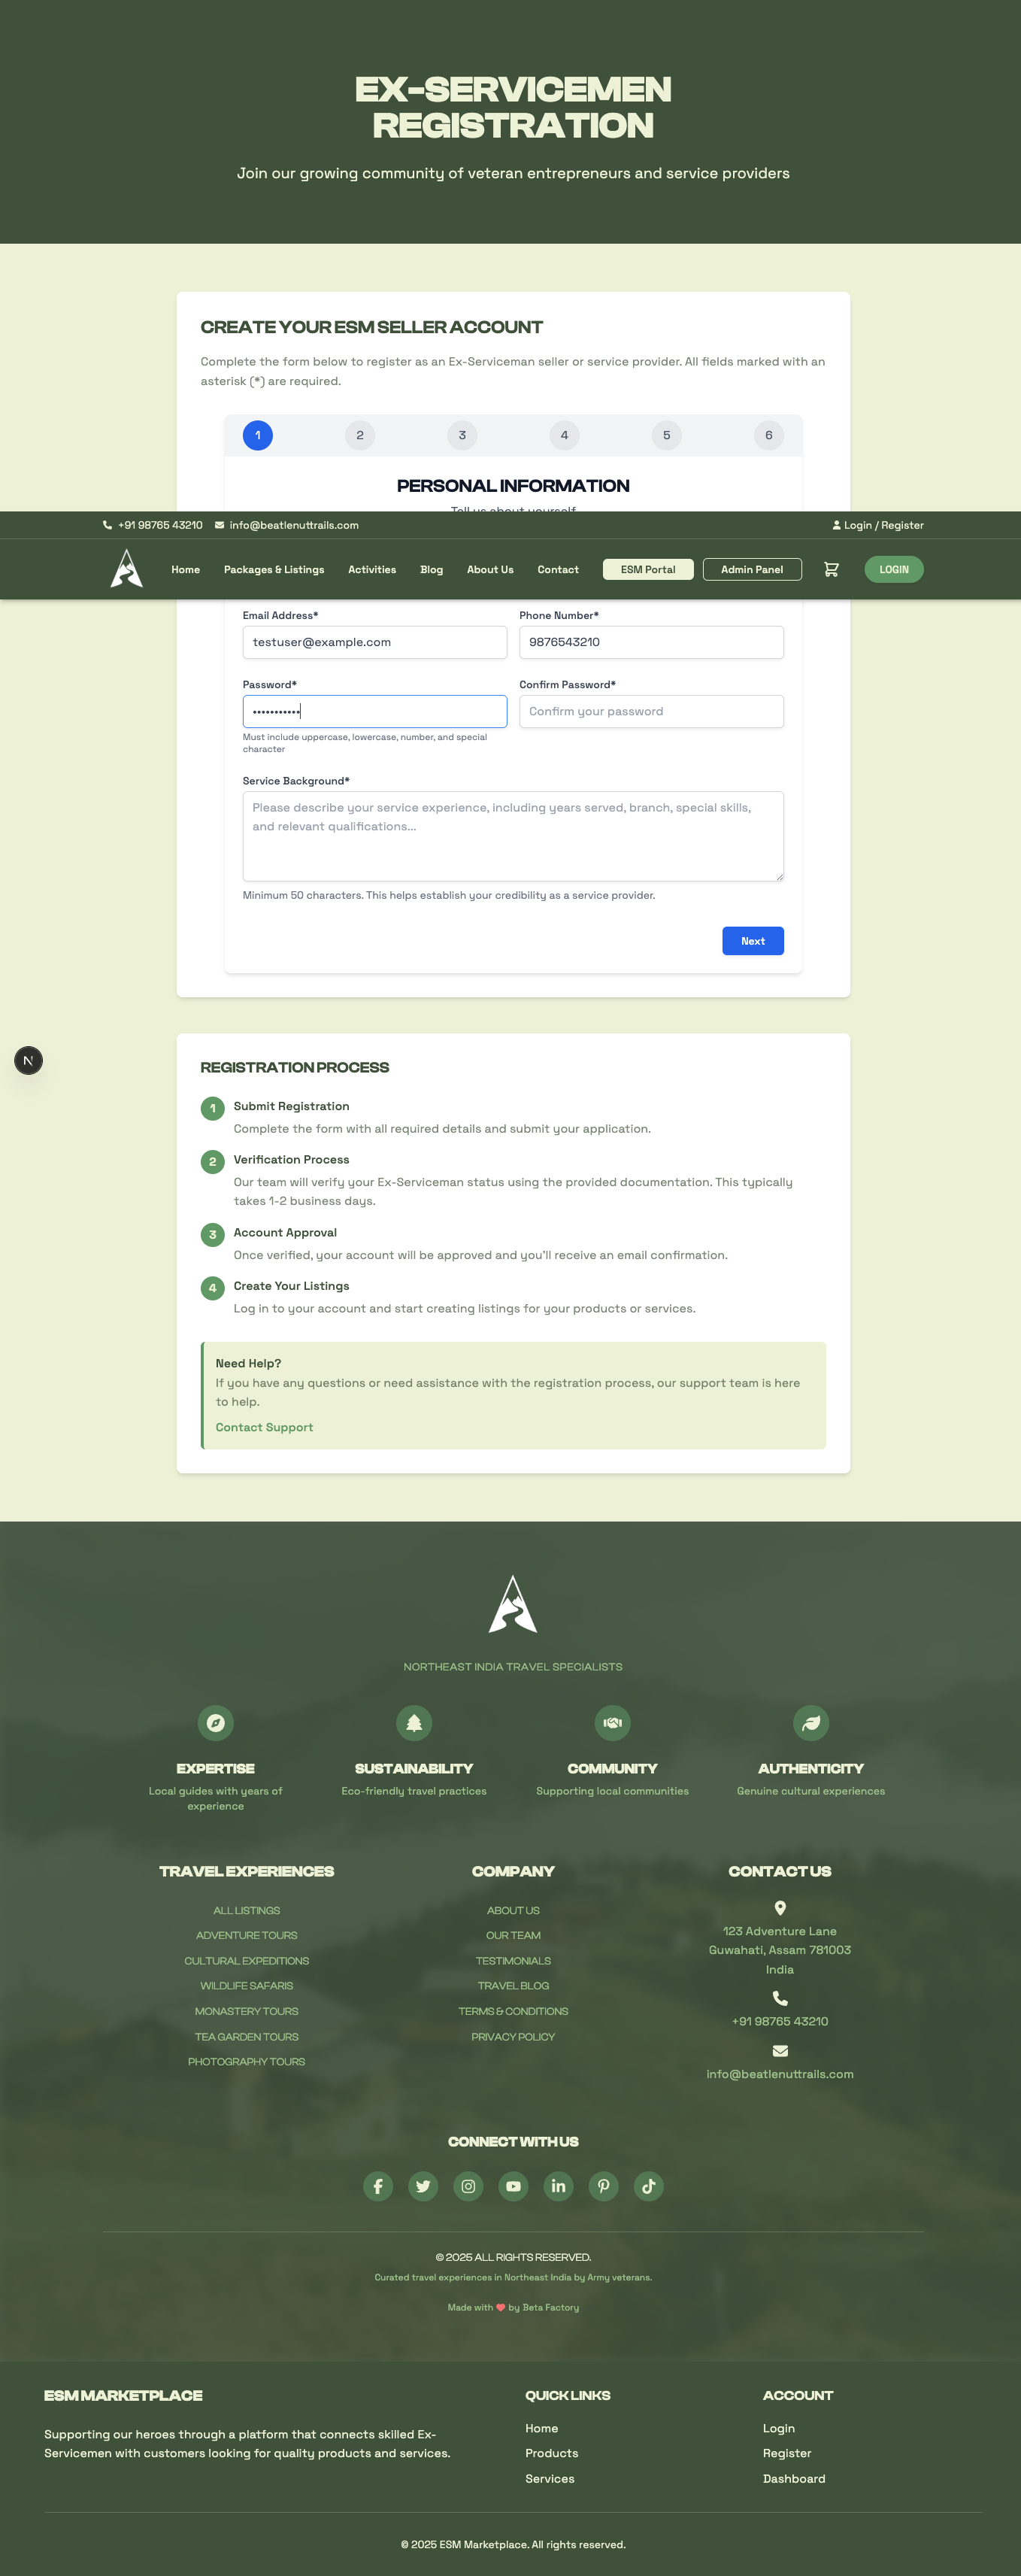 EX-SERVICEMEN
REGISTRATION
Join our growing community of veteran entrepreneurs and service providers
CREATE YOUR ESM SELLER ACCOUNT
Complete the form below to register as an Ex-Serviceman seller or service provider. All fields marked with an
asterisk (*) are required.
1 2 3 4 5 6
PERSONAL INFORMATION
Tell us about yourself
+91 98765 43210 info@beatlenuttrails.com Login / Register
Home Packages & Listings Activities Blog About Us Contact ESM Portal Admin Panel LOGIN
Email Address* Phone Number*
testuser@example.com 9876543210
Password* Confirm Password*
••••••••••• Confirm your password
Must include uppercase, lowercase, number, and special
character
Service Background*
Please describe your service experience, including years served, branch, special skills,
and relevant qualifications...
Minimum 50 characters. This helps establish your credibility as a service provider.
Next
N
REGISTRATION PROCESS
1 Submit Registration
Complete the form with all required details and submit your application.
2 Verification Process
Our team will verify your Ex-Serviceman status using the provided documentation. This typically
takes 1-2 business days.
3 Account Approval
Once verified, your account will be approved and you'll receive an email confirmation.
4 Create Your Listings
Log in to your account and start creating listings for your products or services.
Need Help?
If you have any questions or need assistance with the registration process, our support team is here
to help.
Contact Support
NORTHEAST INDIA TRAVEL SPECIALISTS
EXPERTISE SUSTAINABILITY COMMUNITY AUTHENTICITY
Local guides with years of Eco-friendly travel practices Supporting local communities Genuine cultural experiences
experience
TRAVEL EXPERIENCES
ALL LISTINGS
ADVENTURE TOURS
CULTURAL EXPEDITIONS
WILDLIFE SAFARIS
MONASTERY TOURS
TEA GARDEN TOURS
PHOTOGRAPHY TOURS
COMPANY
ABOUT US
OUR TEAM
TESTIMONIALS
TRAVEL BLOG
TERMS & CONDITIONS
PRIVACY POLICY
CONTACT US
123 Adventure Lane
Guwahati, Assam 781003
India
+91 98765 43210
info@beatlenuttrails.com
CONNECT WITH US
© 2025 ALL RIGHTS RESERVED.
Curated travel experiences in Northeast India by Army veterans.
Made with ❤ by Beta Factory
ESM MARKETPLACE
Supporting our heroes through a platform that connects skilled Ex-
Servicemen with customers looking for quality products and services.
QUICK LINKS
Home
Products
Services
ACCOUNT
Login
Register
Dashboard
© 2025 ESM Marketplace. All rights reserved.